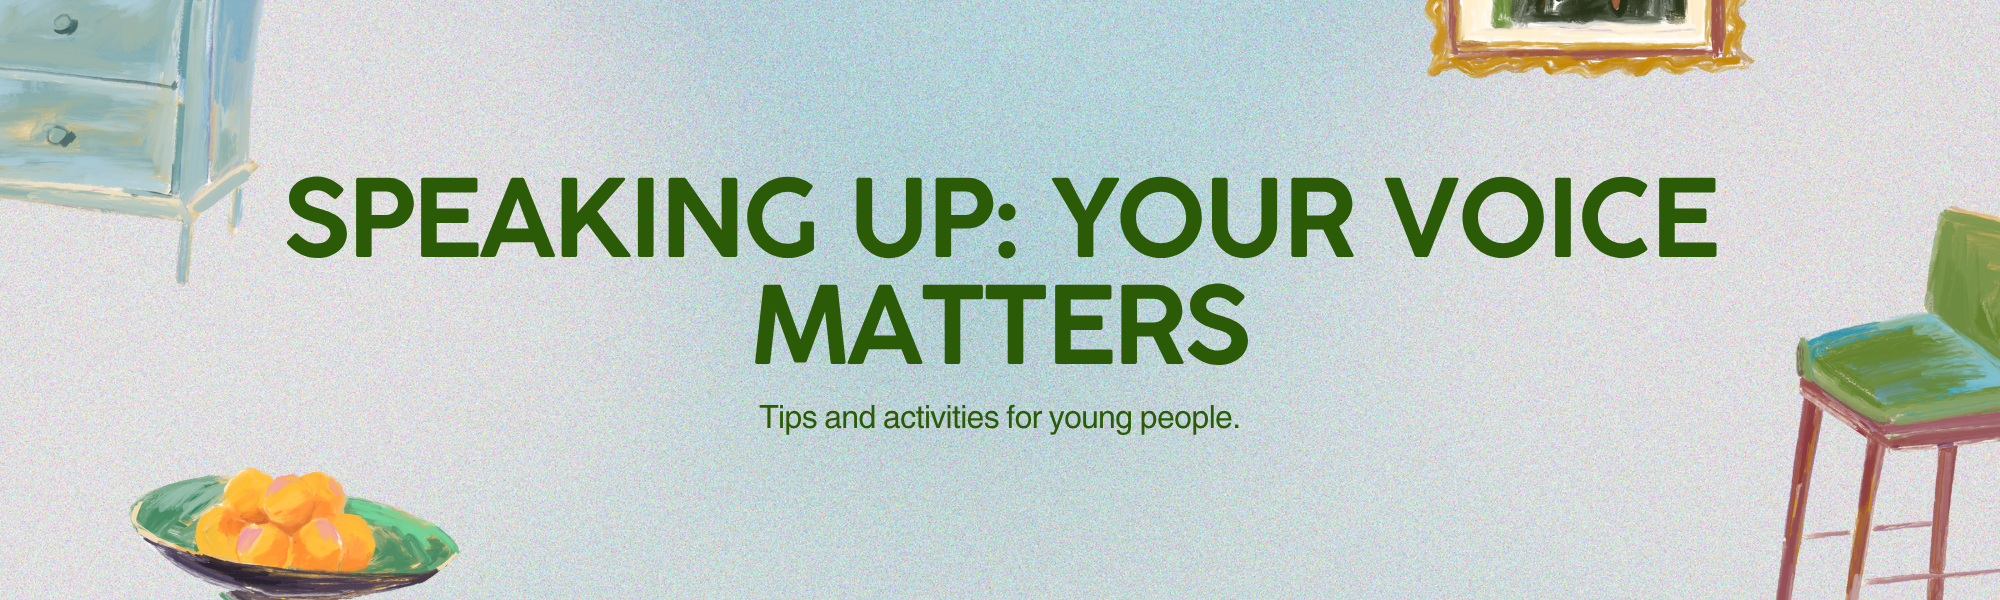 SPEAKING UP: YOUR VOICE
MATTERS
Tips and activities for young people.